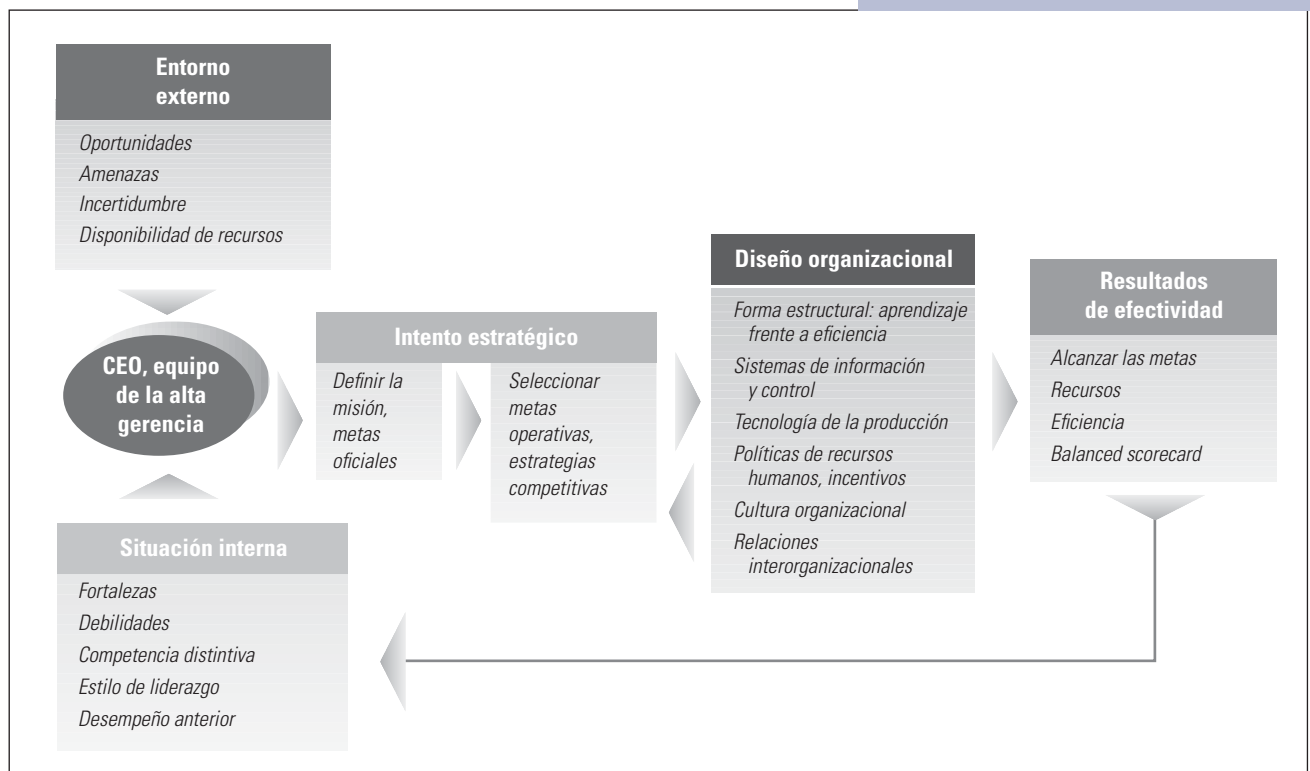 Entorno
externo
Oportunidades
Amenazas
Incertidumbre
Disponibilidad de recursos
CEO, equipo
de la alta
gerencia
Situación interna
Fortalezas
Debilidades
Competencia distintiva
Estilo de liderazgo
Desempeño anterior
Intento estratégico
Definir la
misión,
metas
oficiales
Seleccionar
metas
operativas,
estrategias
competitivas
Diseño organizacional
Forma estructural: aprendizaje
frente a eficiencia
Sistemas de información
y control
Tecnología de la producción
Políticas de recursos
humanos, incentivos
Cultura organizacional
Relaciones
interorganizacionales
Resultados
de efectividad
Alcanzar las metas
Recursos
Eficiencia
Balanced scorecard